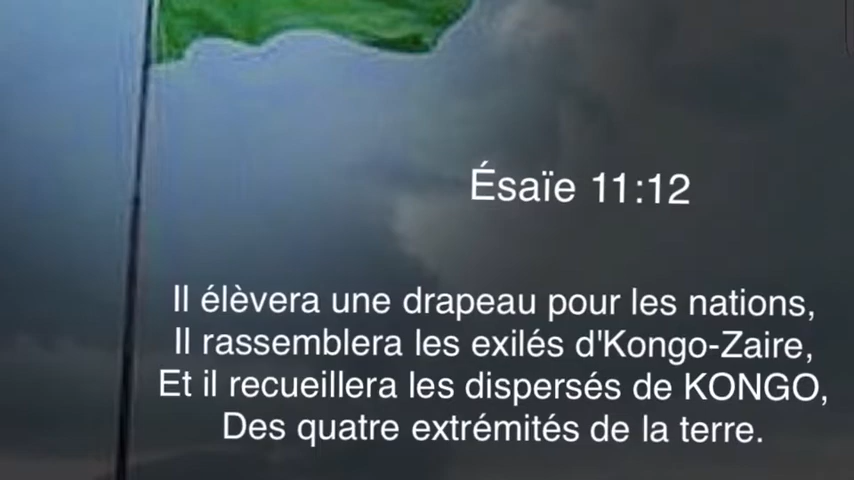 Ésaïe 11:12
Il élèvera une drapeau pour les nations,
Il rassemblera les exilés d'Kongo-Zaire,
Et il recueillera les dispersés de KONGO,
Des quatre extrémités de la terre.